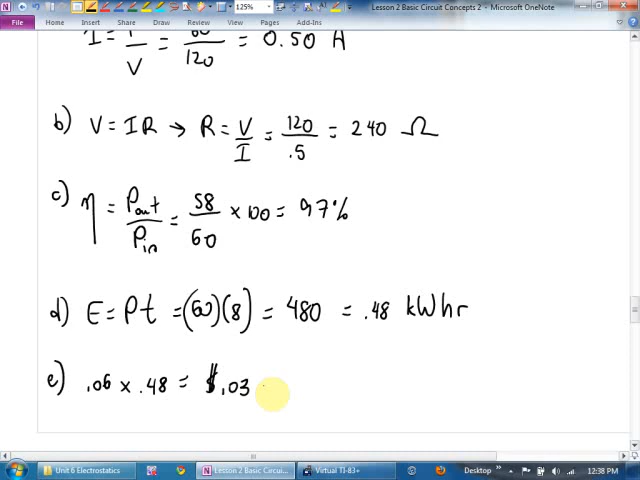 Lesson 2 Basic Circuit Concepts 2 - Microsoft OneNote
125%
File Home Insert Share Draw Review View Page Setup Add-Ins
I = P/V = 60/120 = 0.50 A
b) V = IR → R = V/I = 120/.5 = 240 Ω
c) η = Pout/Pin = 58/60 × 100 = 97%
d) E = Pt = (60)(8) = 480 = .48 kWhr
e) .06 × .48 = $.03
Unit 6 Electrostatics Lesson 2 Basic Circui... Virtual TI-83+ Desktop 12:38 PM